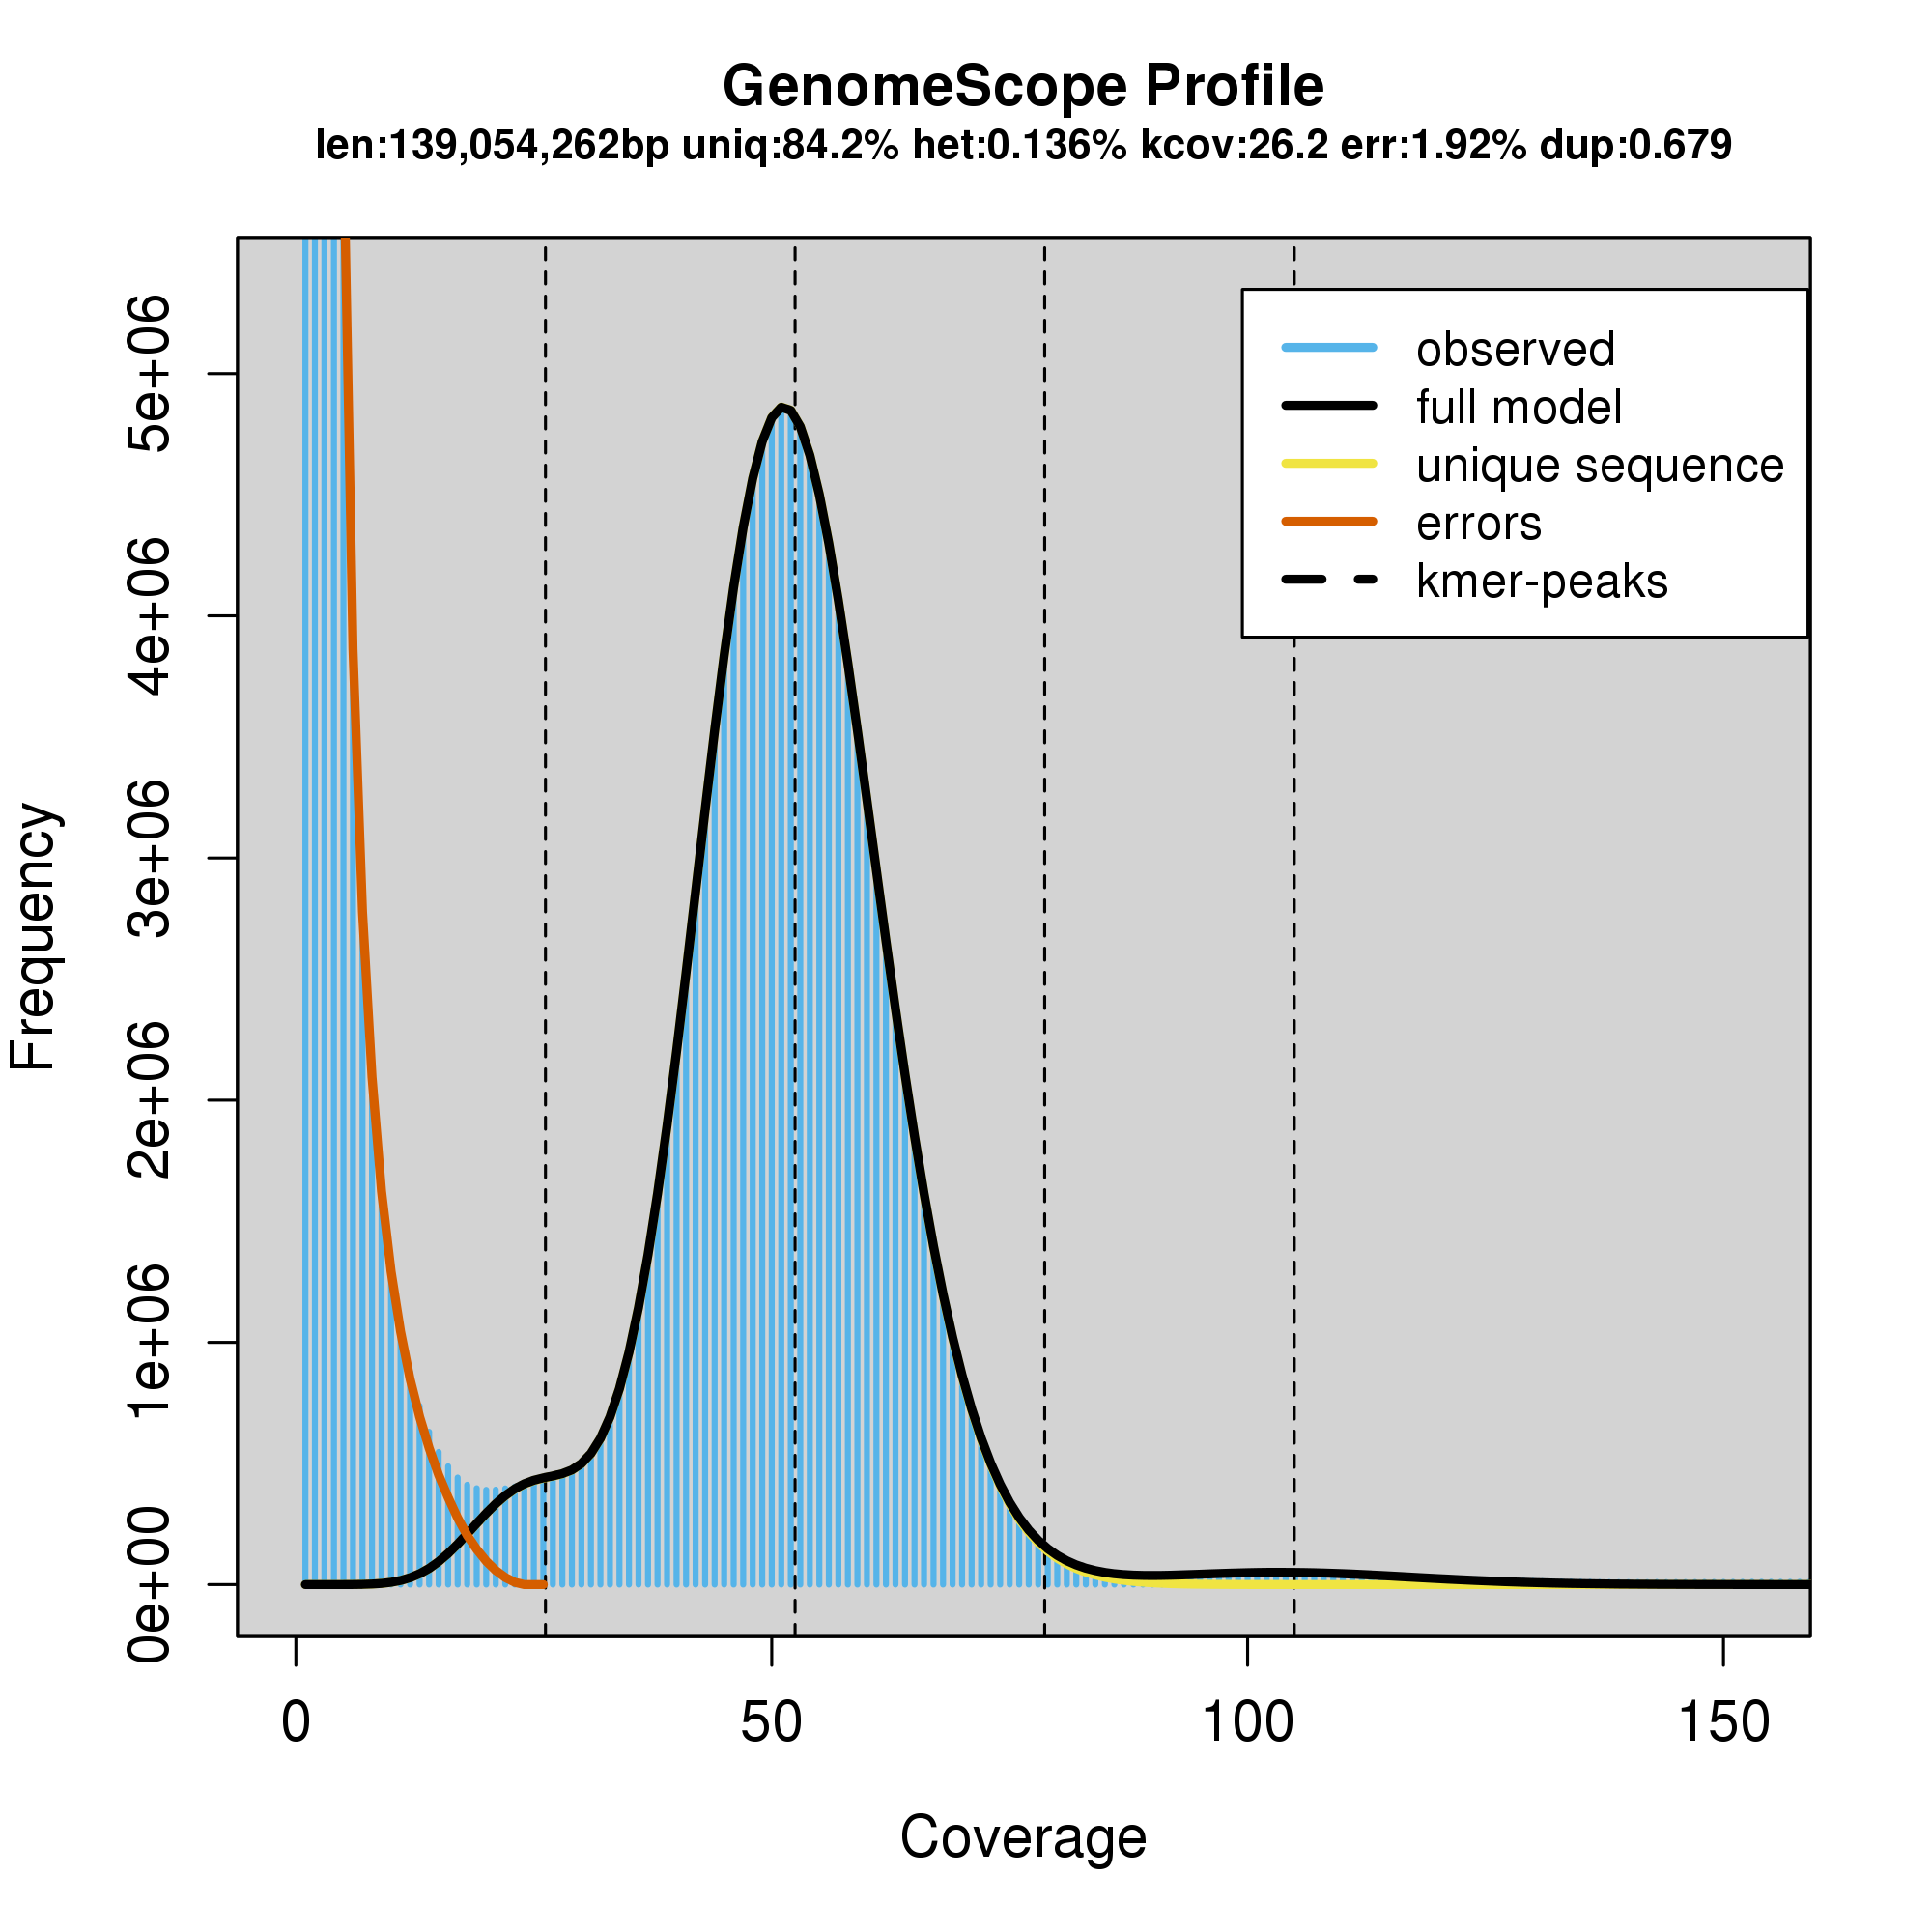 GenomeScope Profile
len:139,054,262bp uniq:84.2% het:0.136% kcov:26.2 err:1.92% dup:0.679
observed
full model
unique sequence
errors
kmer-peaks
Frequency
5e+06
4e+06
3e+06
2e+06
1e+06
0e+00
0 50 100 150
Coverage